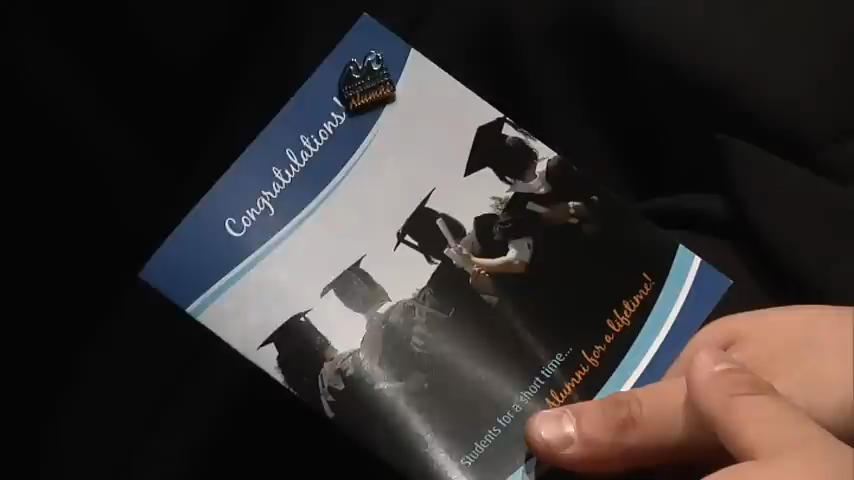 Alumni
Congratulations!
Students for a short time...
Alumni for a lifetime!